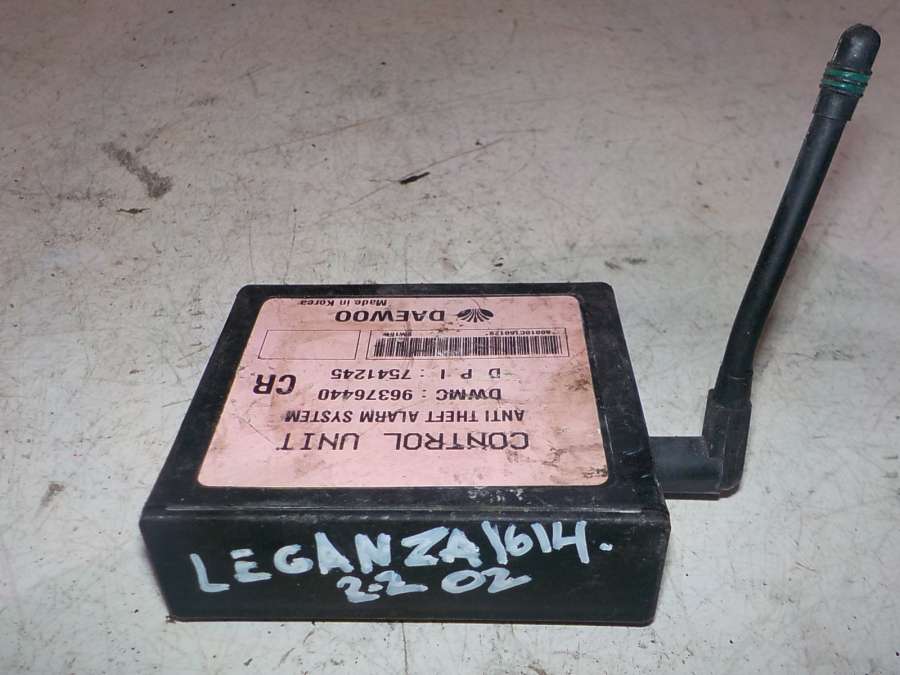 CONTROL UNIT
ANTI THEFT ALARM SYSTEM
DWMC : 96376440
D P I : 7541245
CR
DAEWOO
Made in Korea
LEGANZA 1614.
2.2 02